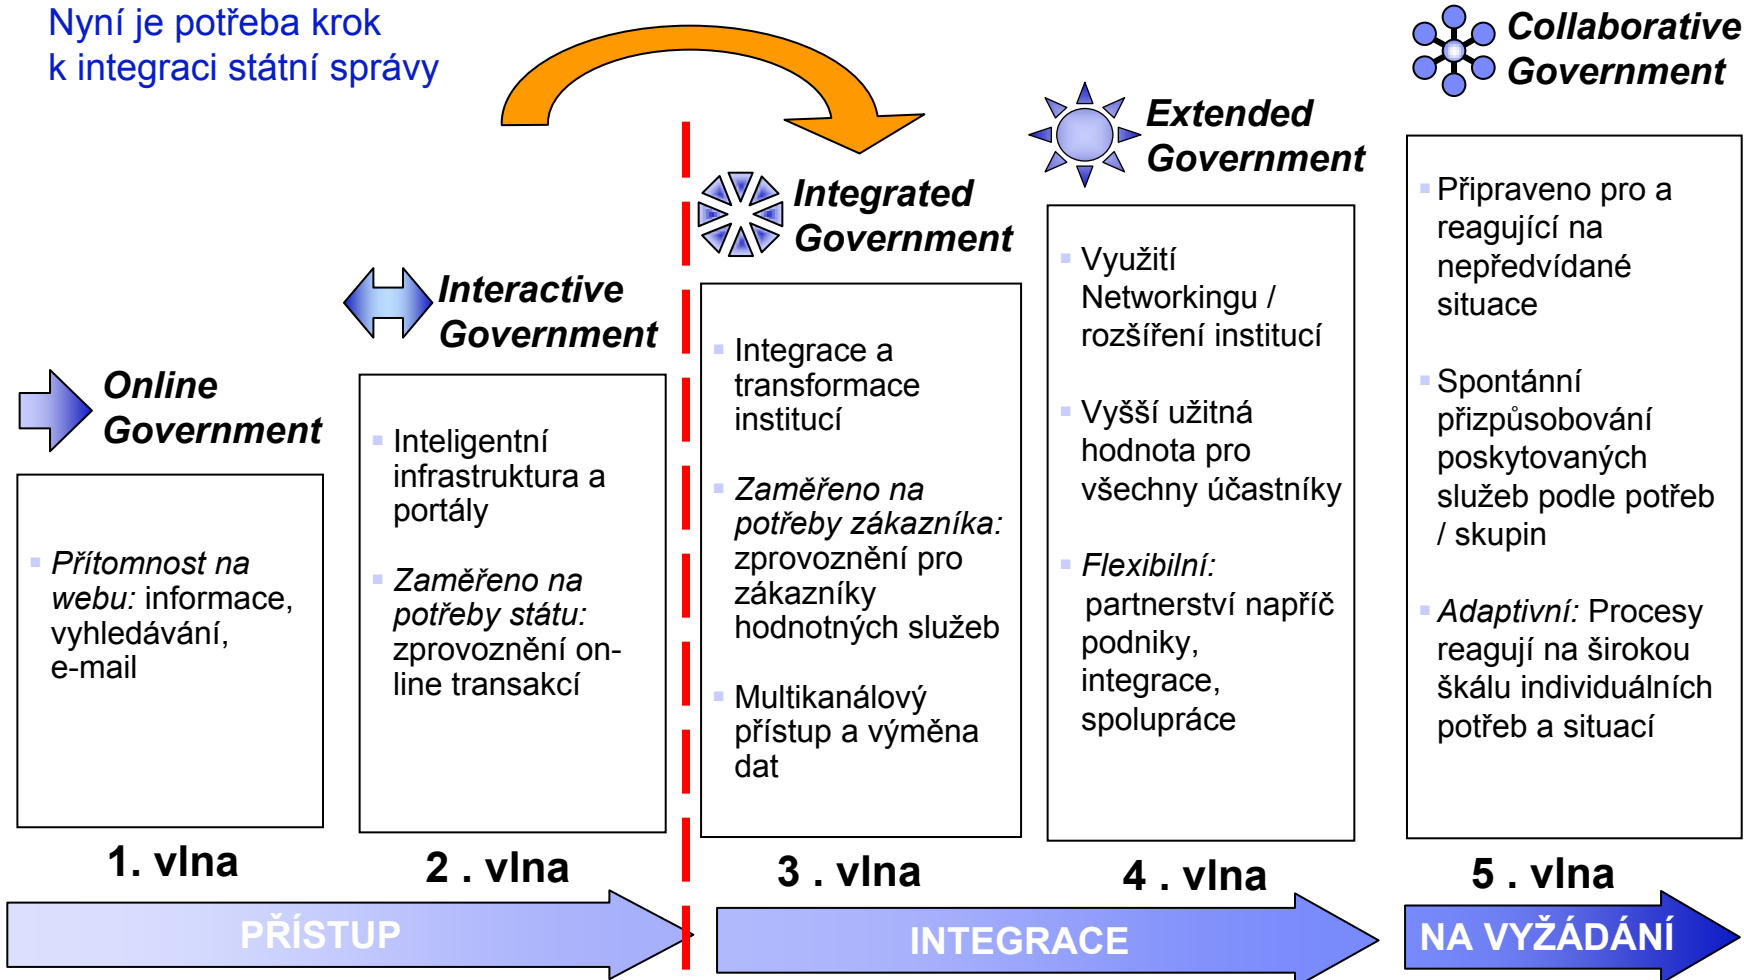 Nyní je potřeba krok
k integraci státní správy
Online
Government
Přítomnost na
webu: informace,
vyhledávání,
e-mail
1. vlna
Interactive
Government
Inteligentní
infrastruktura a
portály
Zaměřeno na
potřeby státu:
zprovoznění on-
line transakcí
2 . vlna
PŘÍSTUP
Integrated
Government
Integrace a
transformace
institucí
Zaměřeno na
potřeby zákazníka:
zprovoznění pro
zákazníky
hodnotných služeb
Multikanálový
přístup a výměna
dat
3 . vlna
Extended
Government
Využití
Networkingu /
rozšíření institucí
Vyšší užitná
hodnota pro
všechny účastníky
Flexibilní:
partnerství napříč
podniky,
integrace,
spolupráce
4 . vlna
INTEGRACE
Collaborative
Government
Připraveno pro a
reagující na
nepředvídané
situace
Spontánní
přizpůsobování
poskytovaných
služeb podle potřeb
/ skupin
Adaptivní: Procesy
reagují na širokou
škálu individuálních
potřeb a situací
5 . vlna
NA VYŽÁDÁNÍ